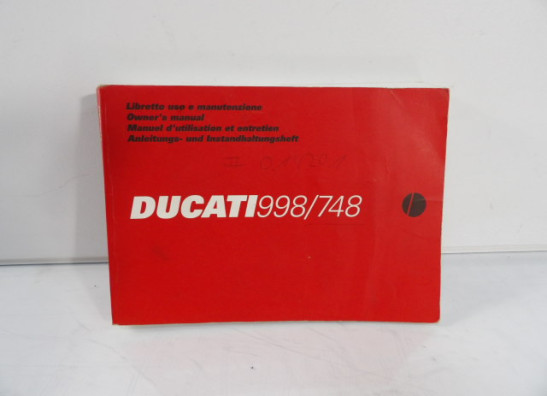 Libretto uso e manutenzione
Owner's manual
Manuel d'utilisation et entretien
Anleitungs- und Instandhaltungsheft
DUCATI998/748